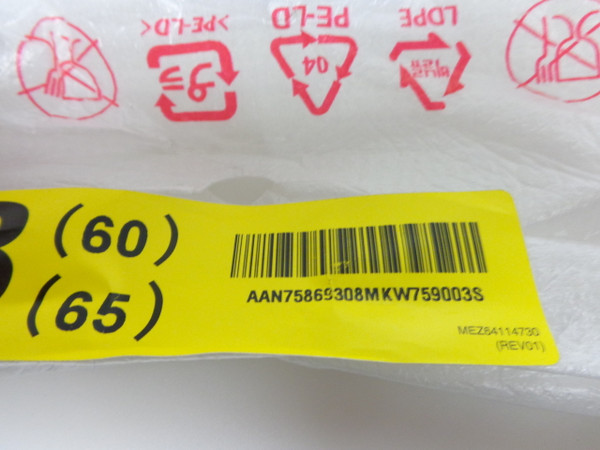 >PE-LD<
PE-LD
LDPE
04
(60)
(65)
AAN75869308MKW759003S
MEZ64114730
(REV01)